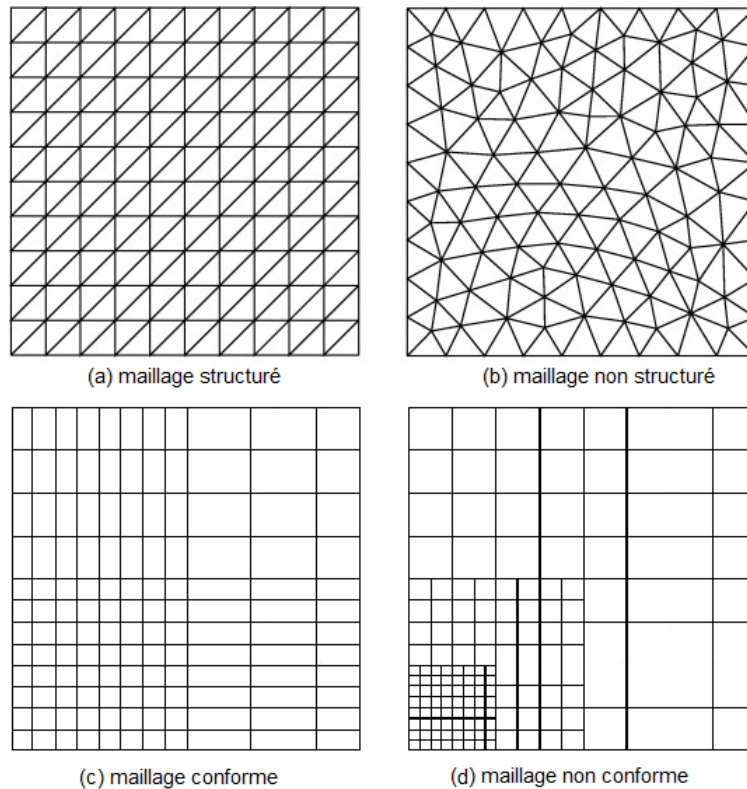 (a) maillage structuré
(b) maillage non structuré
(c) maillage conforme
(d) maillage non conforme